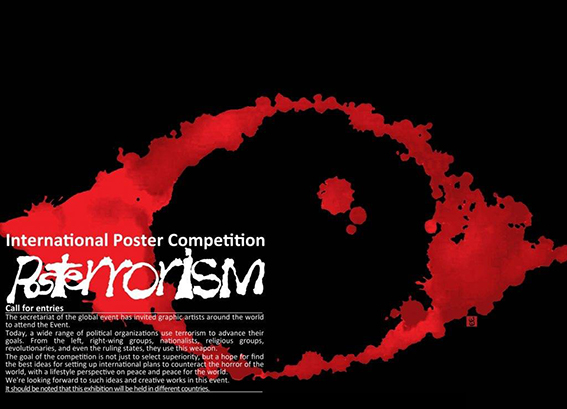 International Poster Competition
Posterrorism
Call for entries
The secretariat of the global event has invited graphic artists around the world
to attend the Event.
Today, a wide range of political organizations use terrorism to advance their
goals. From the left, right-wing groups, nationalists, religious groups,
revolutionaries, and even the ruling states, they use this weapon.
The goal of the competition is not just to select superiority, but a hope for find
the best ideas for setting up international plans to counteract the horror of the
world, with a lifestyle perspective on peace and peace for the world.
We're looking forward to such ideas and creative works in this event.
It should be noted that this exhibition will be held in different countries.